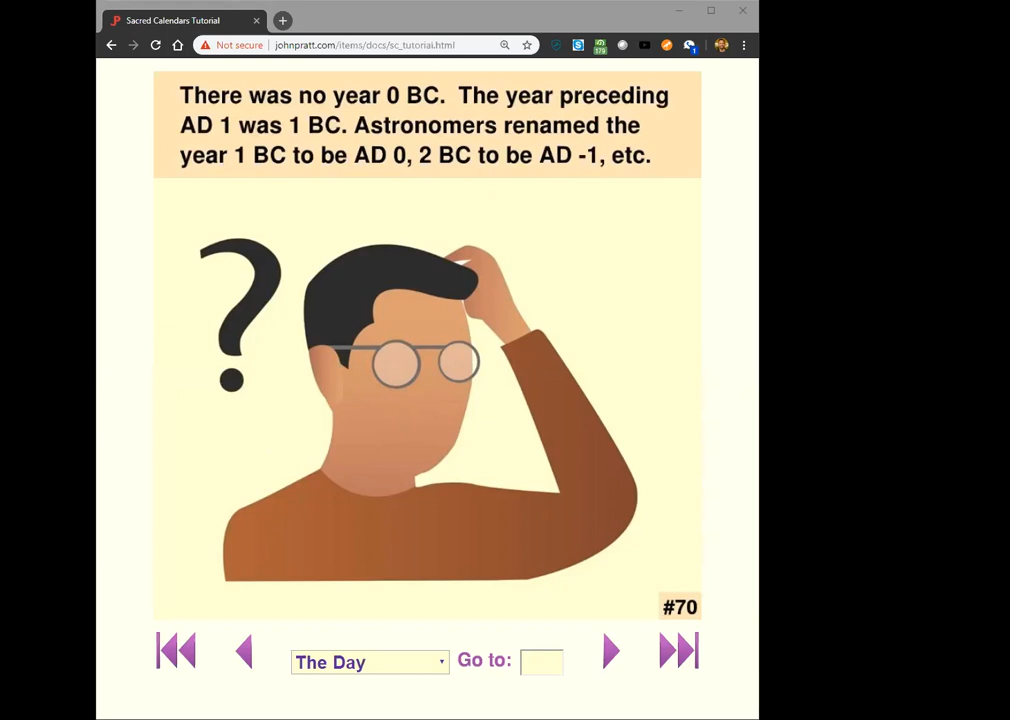 Sacred Calendars Tutorial
Not secure
johnpratt.com/items/docs/sc_tutorial.html
179
1
There was no year 0 BC. The year preceding
AD 1 was 1 BC. Astronomers renamed the
year 1 BC to be AD 0, 2 BC to be AD -1, etc.
?
#70
The Day
Go to: